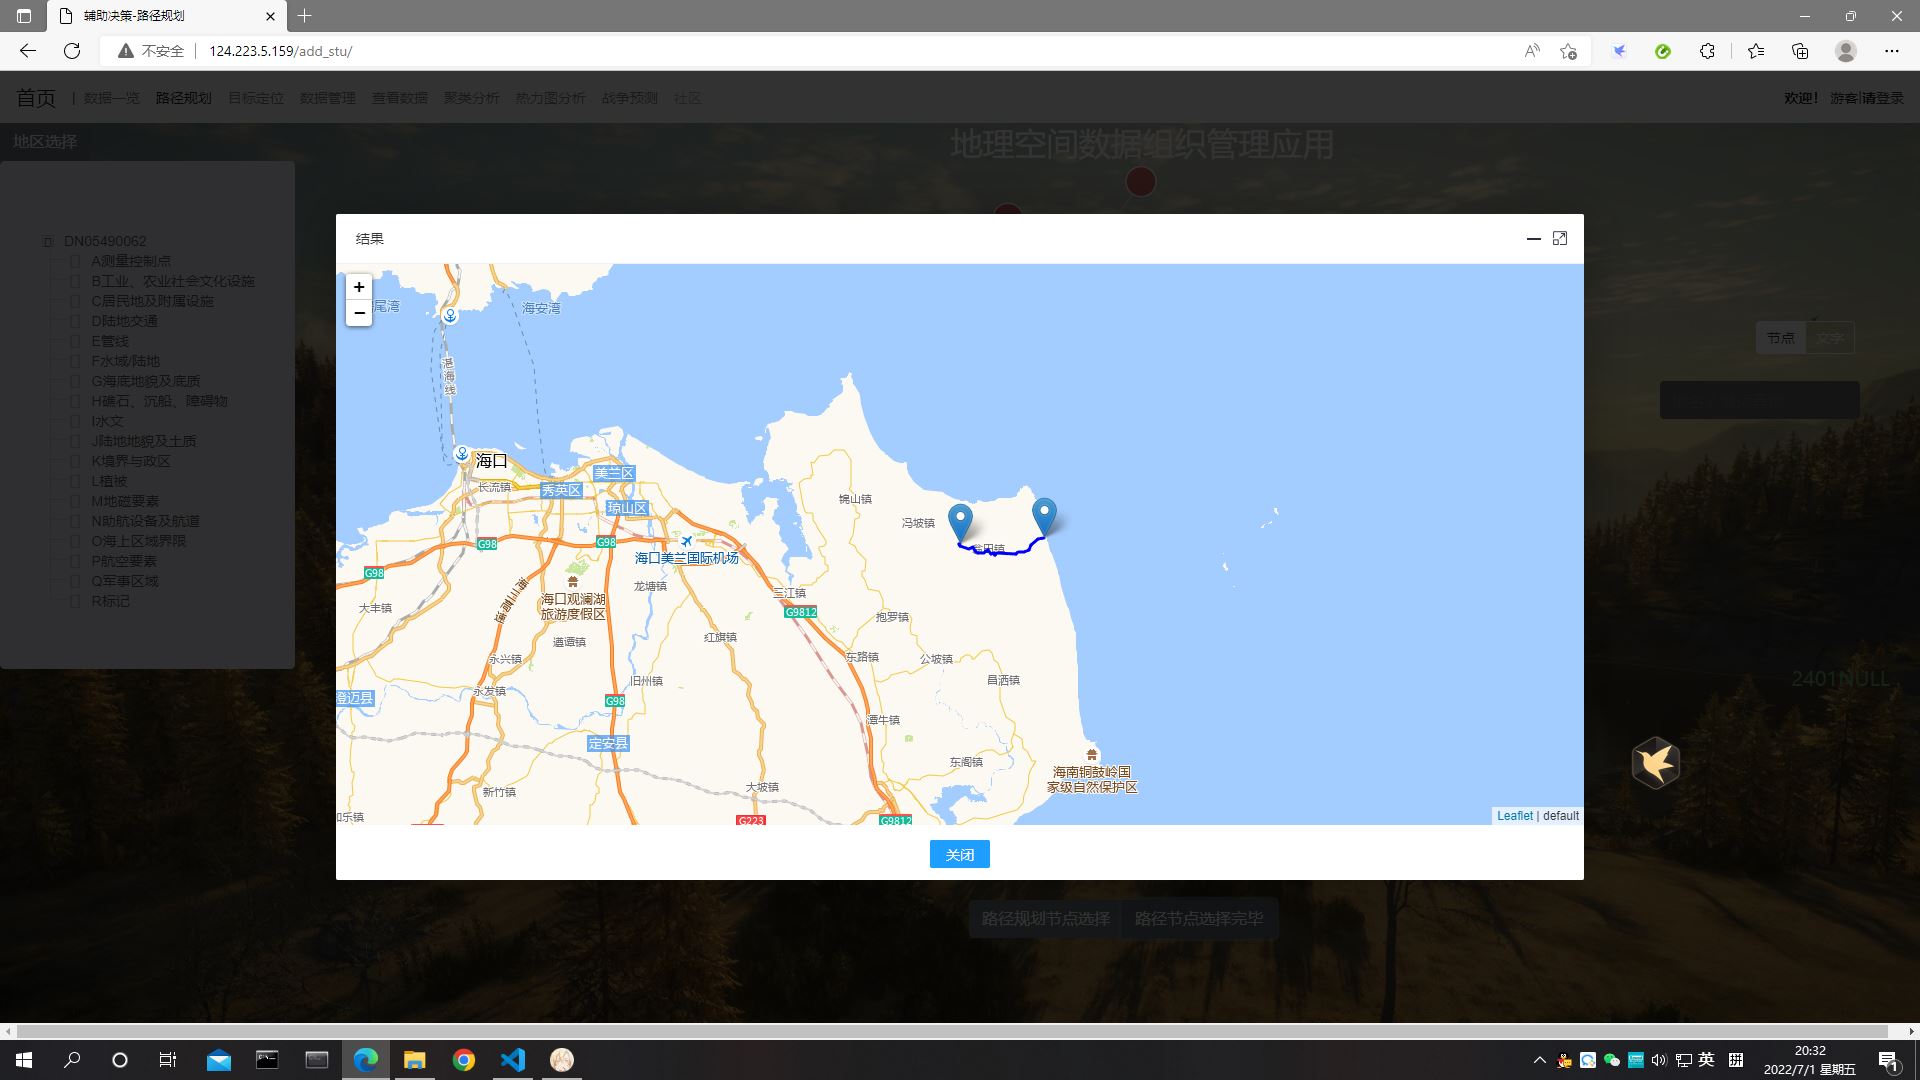 辅助决策-路径规划
不安全 124.223.5.159/add_stu/
首页 | 数据一览 路径规划 目标定位 数据管理 查看数据 聚类分析 热力图分析 战争预测 社区 欢迎！ 游客|请登录
地区选择
地理空间数据组织管理应用
DN05490062
A测量控制点
B工业、农业社会文化设施
C居民地及附属设施
D陆地交通
E管线
F水域/陆地
G海底地貌及底质
H礁石、沉船、障碍物
I水文
J陆地地貌及土质
K境界与政区
L植被
M地磁要素
N助航设备及航道
O海上区域界限
P航空要素
Q军事区域
R标记
结果
+
−
尾湾
海安湾
港海线
海口
长流镇
秀英区
美兰区
琼山区
G98
G98
G98
海口美兰国际机场
锦山镇
冯坡镇
翁田镇
大丰镇
海三高速
海口观澜湖
旅游度假区
龙塘镇
三江镇
G9812
抱罗镇
遵谭镇
红旗镇
永兴镇
东路镇
公坡镇
昌洒镇
旧州镇
永发镇
澄迈县
G98
潭牛镇
定安县
东阁镇
海南铜鼓岭国
家级自然保护区
新竹镇
大坡镇
和乐镇
G223
G9812
Leaflet | default
关闭
节点 文字
2401NULL
路径规划节点选择 路径节点选择完毕
英
拼
20:32
2022/7/1 星期五
1